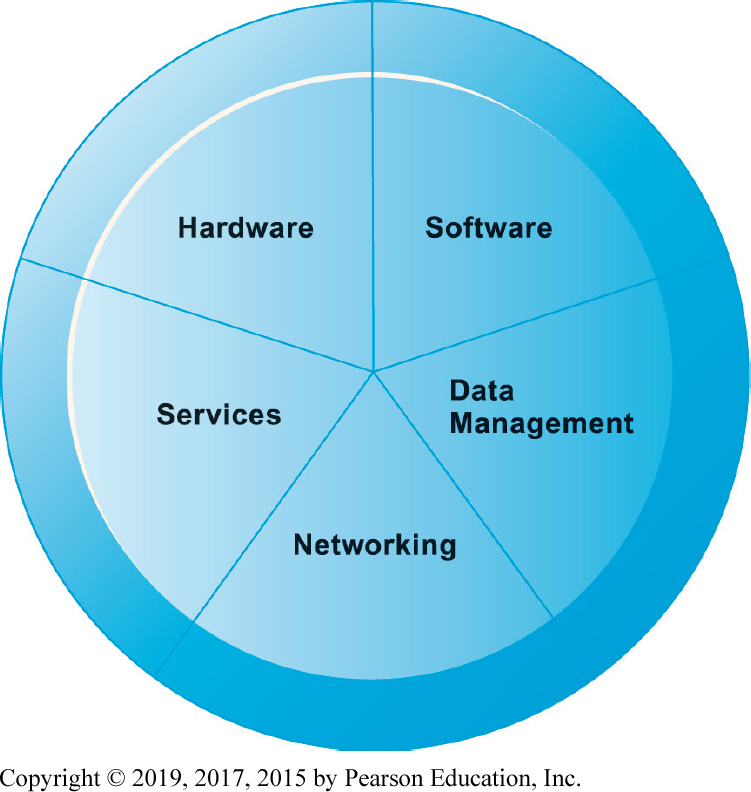 Hardware
Software
Data
Management
Services
Networking
Copyright © 2019, 2017, 2015 by Pearson Education, Inc.